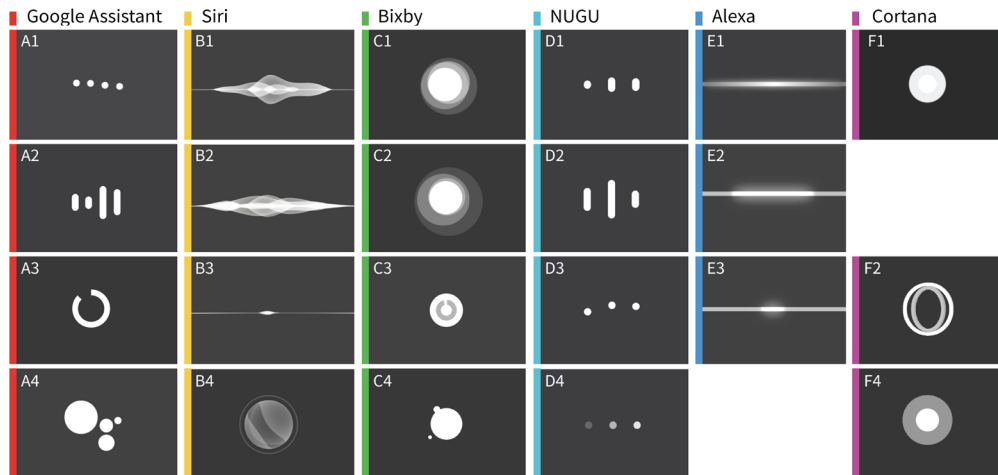 Google Assistant Siri Bixby NUGU Alexa Cortana
A1 B1 C1 D1 E1 F1
A2 B2 C2 D2 E2
A3 B3 C3 D3 E3 F2
A4 B4 C4 D4 F4